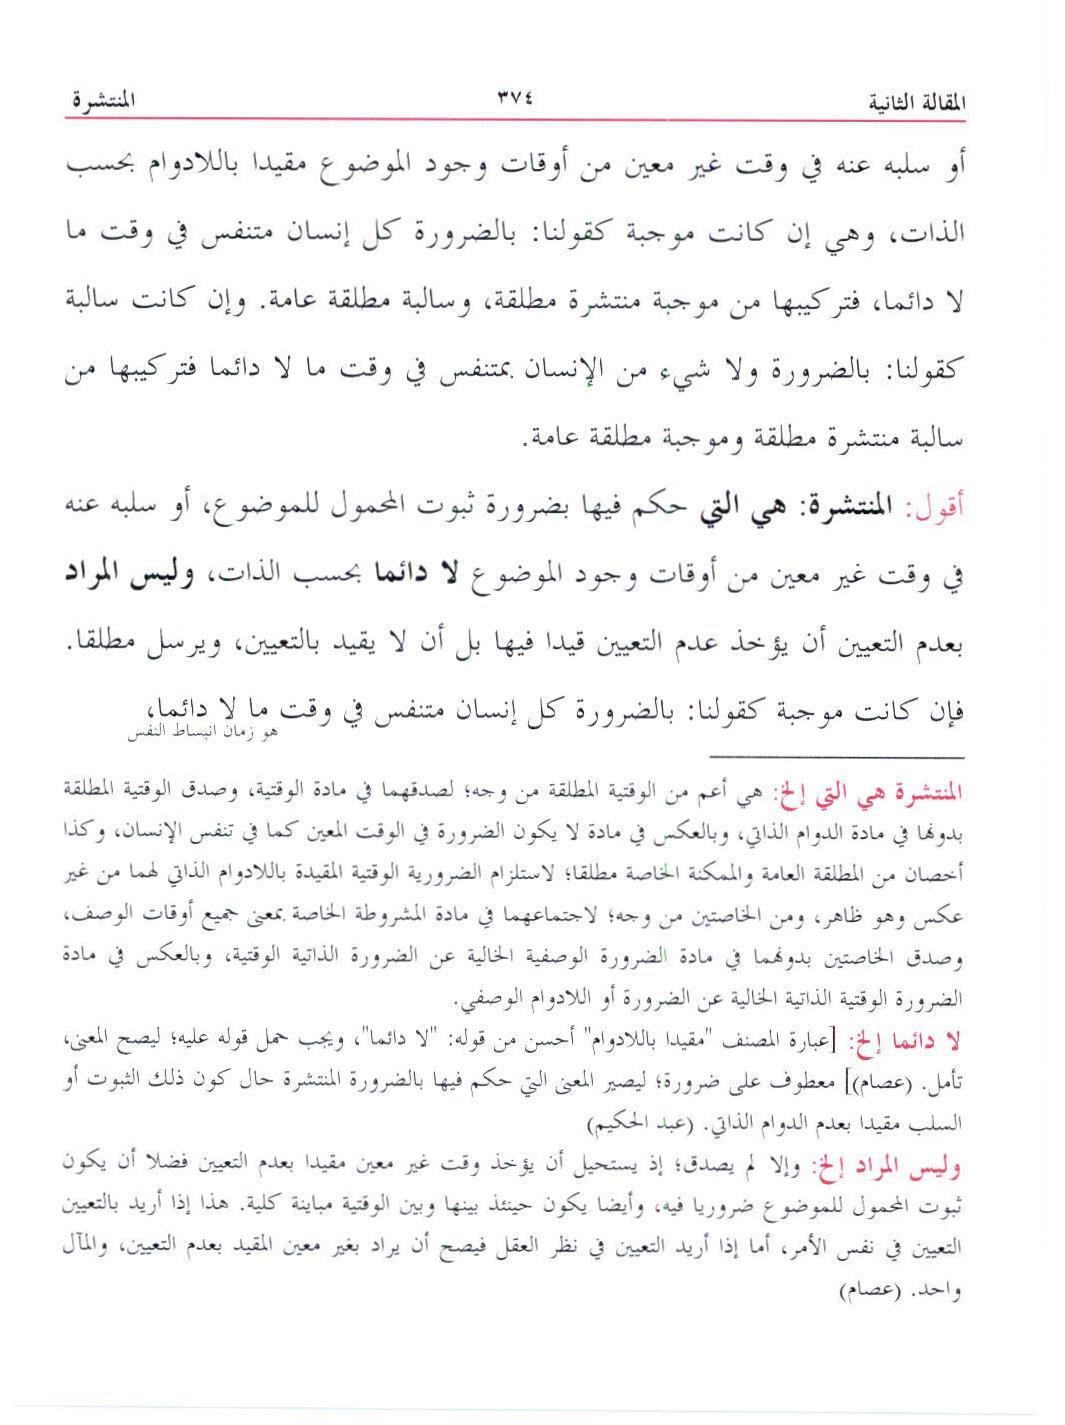 المقالة الثانية ٣٧٤ المنتشرة
أو سلبه عنه في وقت غير معين من أوقات وجود الموضوع مقيدا باللادوام بحسب
الذات، وهي إن كانت موجبة كقولنا: بالضرورة كل إنسان متنفس في وقت ما
لا دائما، فتركيبها من موجبة منتشرة مطلقة، وسالبة مطلقة عامة. وإن كانت سالبة
كقولنا: بالضرورة ولا شيء من الإنسان بمتنفس في وقت ما لا دائما فتركيبها من
سالبة منتشرة مطلقة وموجبة مطلقة عامة.
أقول: المنتشرة: هي التي حكم فيها بضرورة ثبوت المحمول للموضوع، أو سلبه عنه
في وقت غير معين من أوقات وجود الموضوع لا دائما بحسب الذات، وليس المراد
بعدم التعيين أن يؤخذ عدم التعيين قيدا فيها بل أن لا يقيد بالتعيين، ويرسل مطلقا.
فإن كانت موجبة كقولنا: بالضرورة كل إنسان متنفس في وقت ما لا دائما،
هو زمان انبساط النفس
المنتشرة هي التي إلخ: هي أعم من الوقتية المطلقة من وجه؛ لصدقهما في مادة الوقتية، وصدق الوقتية المطلقة
بدونها في مادة الدوام الذاتي، وبالعكس في مادة لا يكون الضرورة في الوقت المعين كما في تنفس الإنسان، وكذا
أخصان من المطلقة العامة والممكنة الخاصة مطلقا؛ لاستلزام الضرورية الوقتية المقيدة باللادوام الذاتي لهما من غير
عكس وهو ظاهر، ومن الخاصتين من وجه؛ لاجتماعهما في مادة المشروطة الخاصة بمعنى جميع أوقات الوصف،
وصدق الخاصتين بدونهما في مادة الضرورة الوصفية الخالية عن الضرورة الذاتية الوقتية، وبالعكس في مادة
الضرورة الوقتية الذاتية الخالية عن الضرورة أو اللادوام الوصفي.
لا دائما إلخ: [عبارة المصنف "مقيدا باللادوام" أحسن من قوله: "لا دائما"، ويجب حمل قوله عليه؛ ليصح المعنى،
تأمل. (عصام)] معطوف على ضرورة؛ ليصير المعنى التي حكم فيها بالضرورة المنتشرة حال كون ذلك الثبوت أو
السلب مقيدا بعدم الدوام الذاتي. (عبد الحكيم)
وليس المراد إلخ: وإلا لم يصدق؛ إذ يستحيل أن يؤخذ وقت غير معين مقيدا بعدم التعيين فضلا أن يكون
ثبوت المحمول للموضوع ضروريا فيه، وأيضا يكون حينئذ بينها وبين الوقتية مباينة كلية. هذا إذا أريد بالتعيين
التعيين في نفس الأمر، أما إذا أريد التعيين في نظر العقل فيصح أن يراد بغير معين المقيد بعدم التعيين، والمآل
واحد. (عصام)